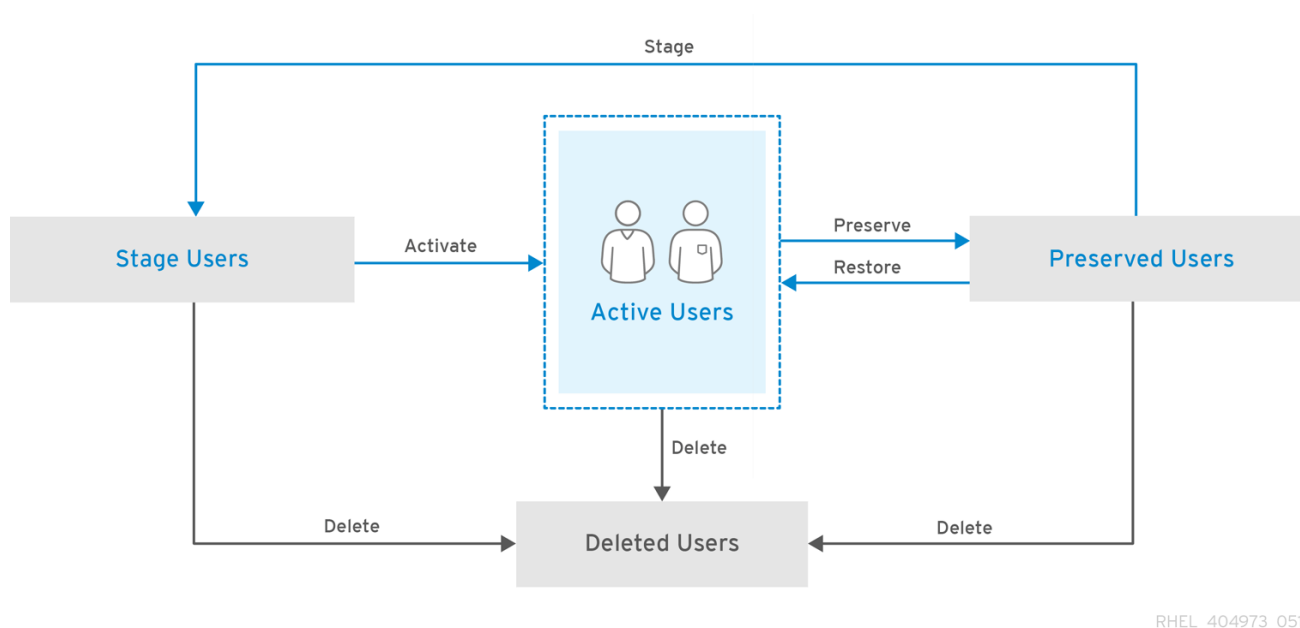 Stage
Preserve
Activate
Stage Users
Preserved Users
Restore
Active Users
Delete
Delete
Delete
Deleted Users
RHEL 404973